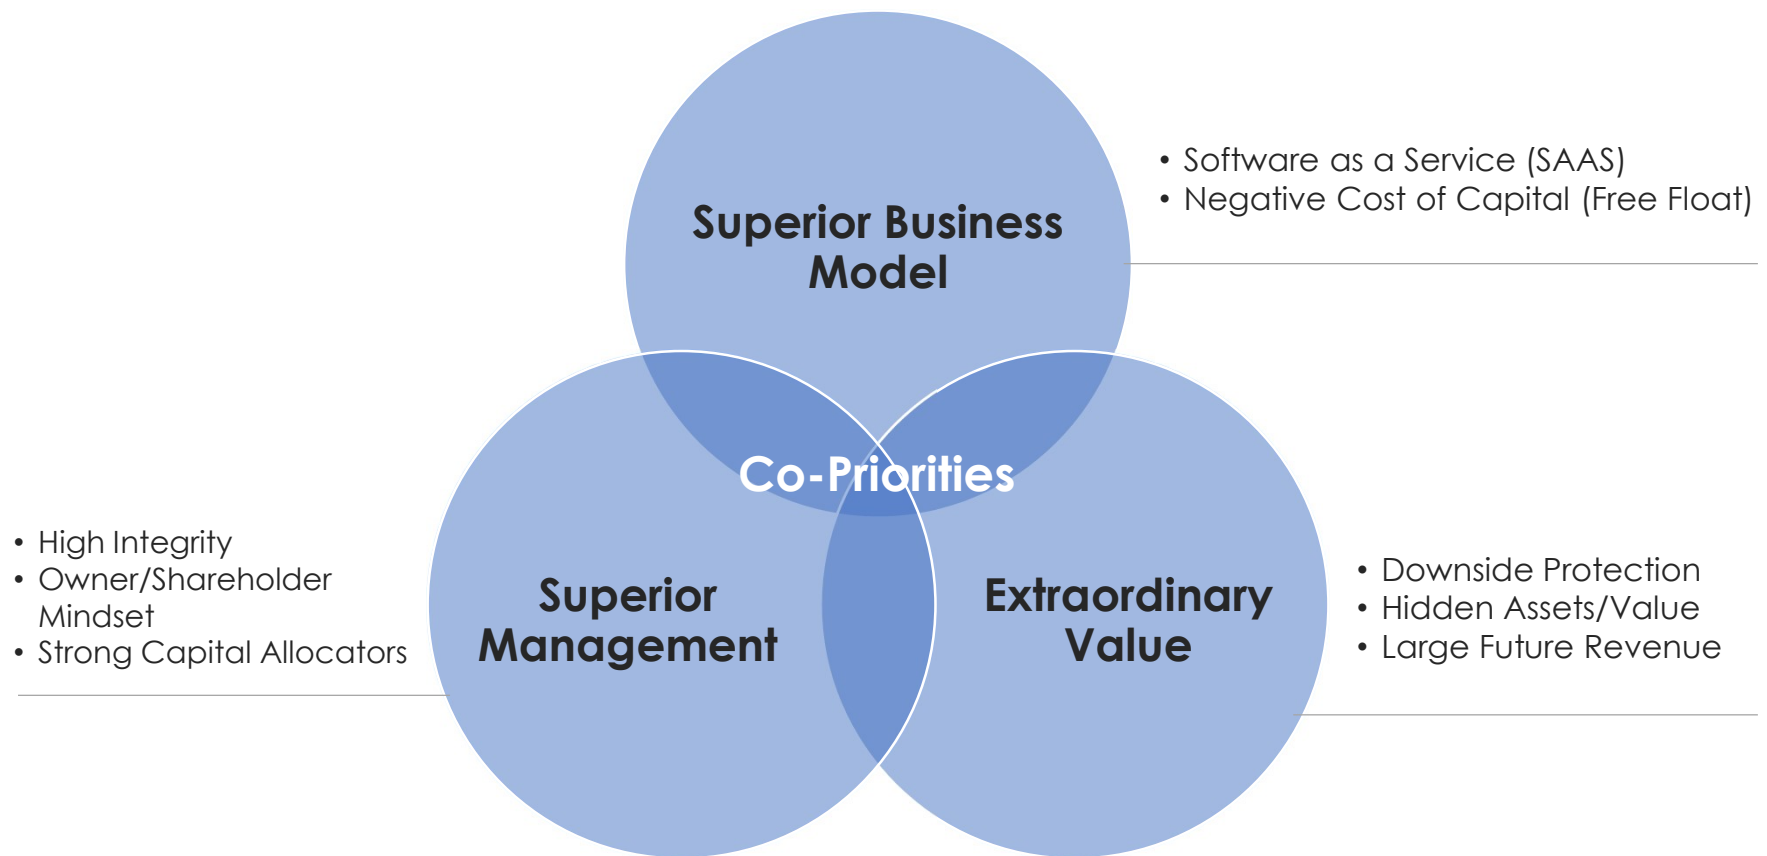 Superior Business
Model
• Software as a Service (SAAS)
• Negative Cost of Capital (Free Float)
Co-Priorities
• High Integrity
• Owner/Shareholder
Mindset
• Strong Capital Allocators
Superior
Management
Extraordinary
Value
• Downside Protection
• Hidden Assets/Value
• Large Future Revenue